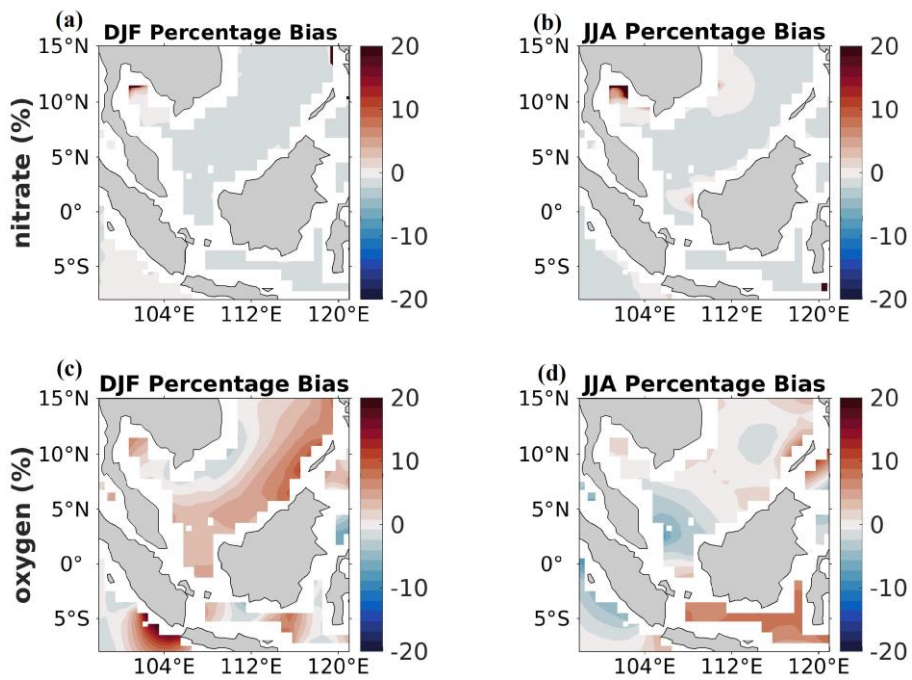 (a) (b)
DJF Percentage Bias JJA Percentage Bias
15°N 20 15°N 20
10°N 10 10°N 10
5°N 0 5°N 0
0° -10 0° -10
5°S -20 5°S -20
nitrate (%)
104°E 112°E 120°E 104°E 112°E 120°E
(c) (d)
DJF Percentage Bias JJA Percentage Bias
15°N 20 15°N 20
10°N 10 10°N 10
5°N 0 5°N 0
0° -10 0° -10
5°S -20 5°S -20
oxygen (%)
104°E 112°E 120°E 104°E 112°E 120°E